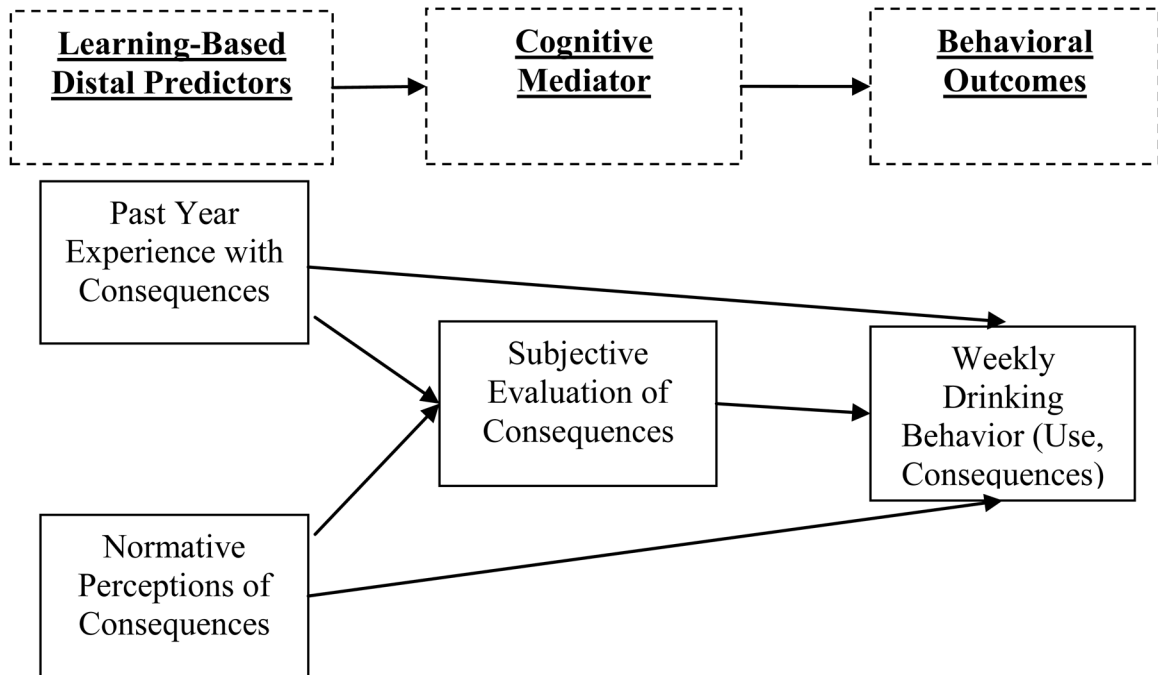 Learning-Based
Distal Predictors
Cognitive
Mediator
Behavioral
Outcomes
Past Year
Experience with
Consequences
Subjective
Evaluation of
Consequences
Weekly
Drinking
Behavior (Use,
Consequences)
Normative
Perceptions of
Consequences